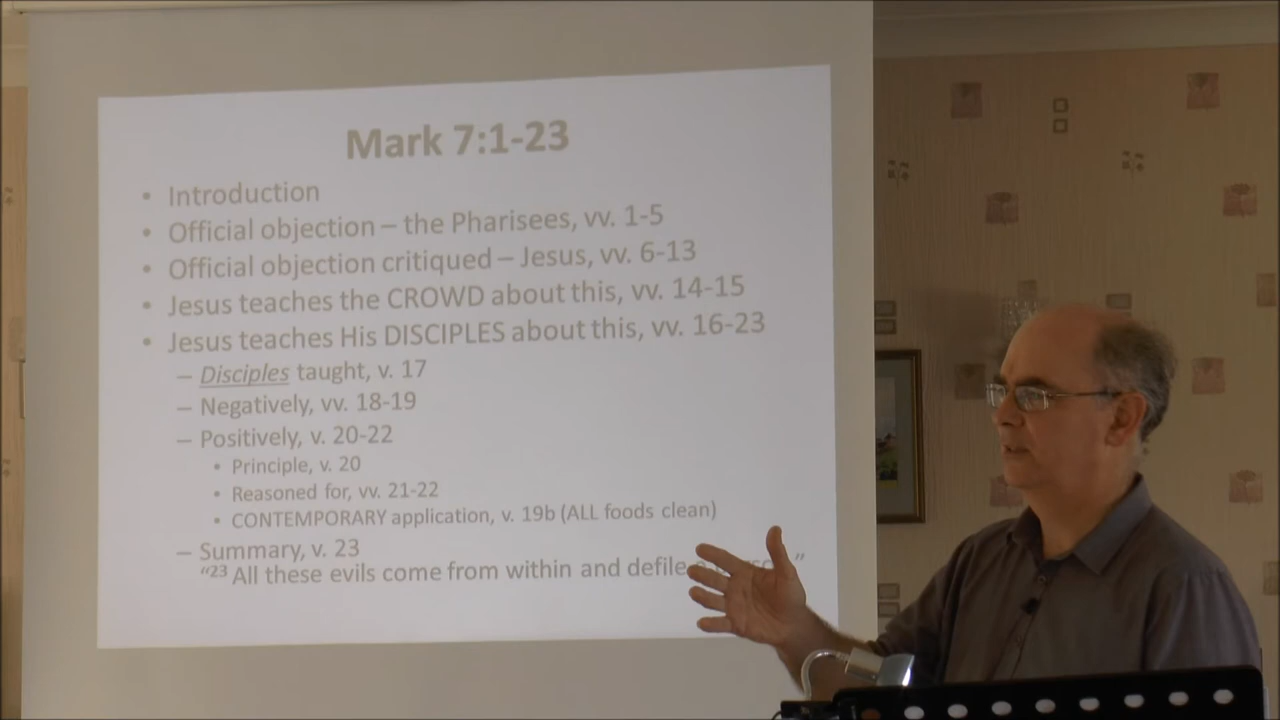 Mark 7:1-23
• Introduction
• Official objection – the Pharisees, vv. 1-5
• Official objection critiqued – Jesus, vv. 6-13
• Jesus teaches the CROWD about this, vv. 14-15
• Jesus teaches His DISCIPLES about this, vv. 16-23
– Disciples taught, v. 17
– Negatively, vv. 18-19
– Positively, v. 20-22
• Principle, v. 20
• Reasoned for, vv. 21-22
• CONTEMPORARY application, v. 19b (ALL foods clean)
– Summary, v. 23
“23 All these evils come from within and defile ”